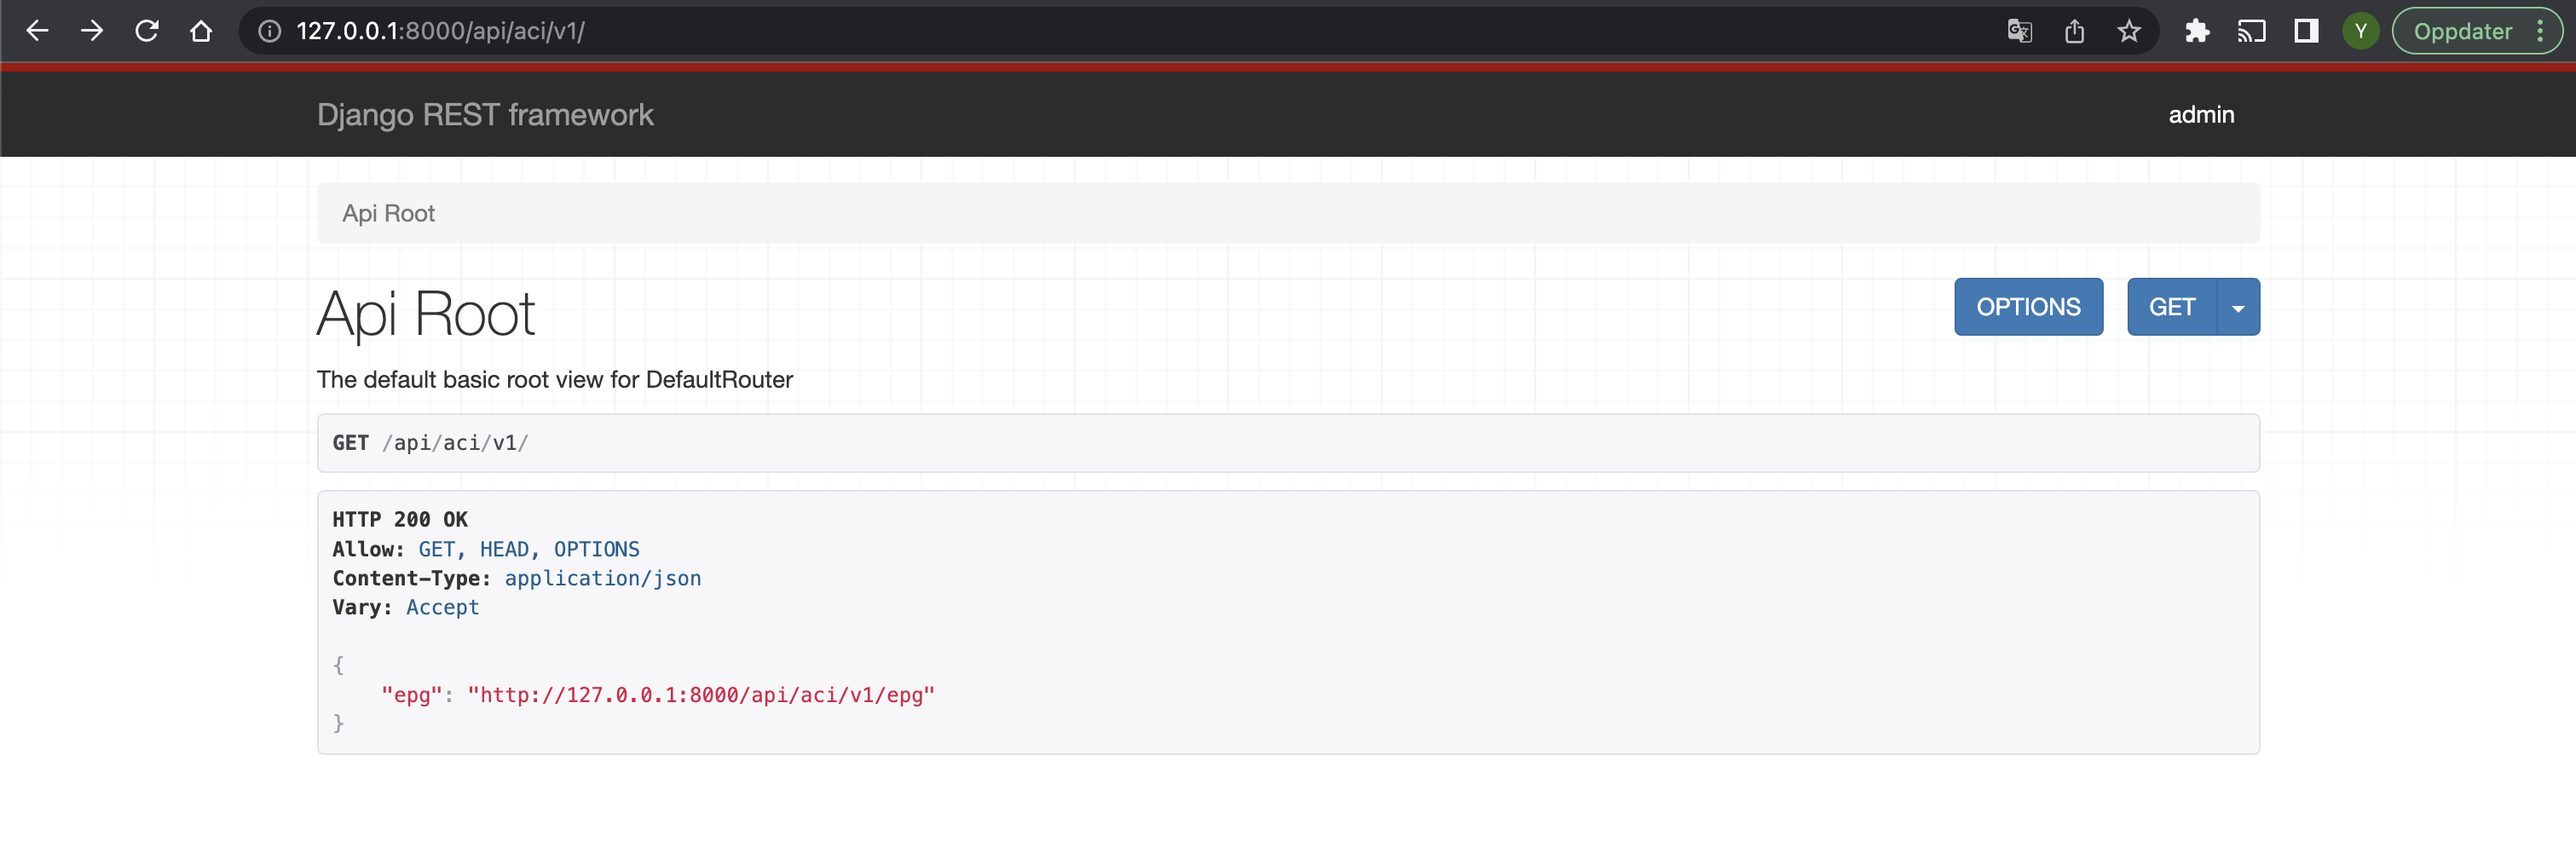 127.0.0.1:8000/api/aci/v1/
Y
Oppdater
Django REST framework
admin
Api Root
Api Root
OPTIONS
GET
The default basic root view for DefaultRouter
GET /api/aci/v1/
HTTP 200 OK
Allow: GET, HEAD, OPTIONS
Content-Type: application/json
Vary: Accept
{
"epg": "http://127.0.0.1:8000/api/aci/v1/epg"
}